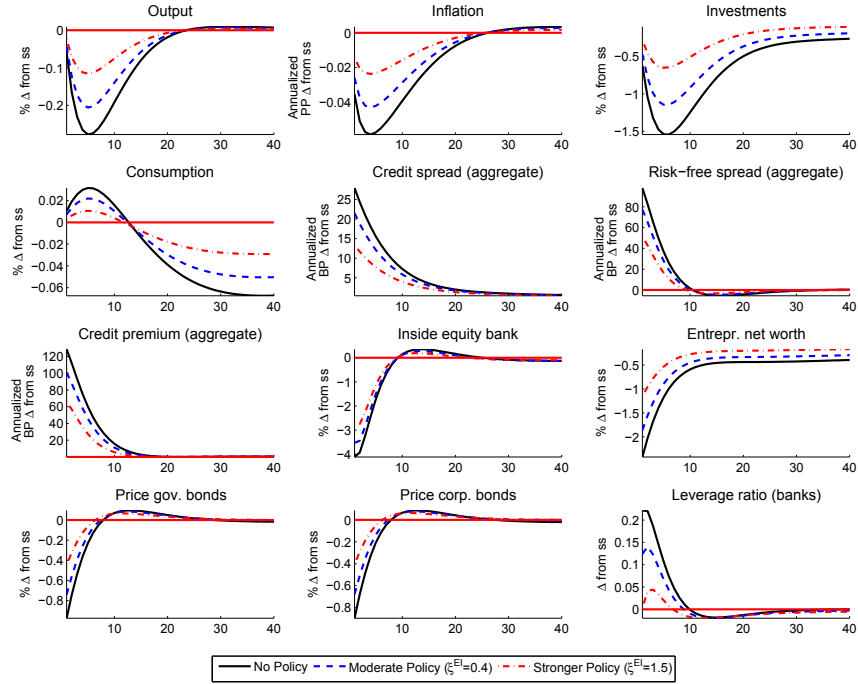 Output
Inflation
Investments
% Δ from ss
0
−0.1
−0.2
10 20 30 40
Annualized
PP Δ from ss
0
−0.02
−0.04
10 20 30 40
% Δ from ss
−0.5
−1
−1.5
10 20 30 40
Consumption
Credit spread (aggregate)
Risk−free spread (aggregate)
% Δ from ss
0.02
0
−0.02
−0.04
−0.06
10 20 30 40
Annualized
BP Δ from ss
25
20
15
10
5
10 20 30 40
Annualized
BP Δ from ss
80
60
40
20
0
10 20 30 40
Credit premium (aggregate)
Inside equity bank
Entrepr. net worth
Annualized
BP Δ from ss
120
100
80
60
40
20
10 20 30 40
% Δ from ss
0
−1
−2
−3
−4
10 20 30 40
% Δ from ss
−0.5
−1
−1.5
−2
10 20 30 40
Price gov. bonds
Price corp. bonds
Leverage ratio (banks)
% Δ from ss
0
−0.2
−0.4
−0.6
−0.8
10 20 30 40
% Δ from ss
0
−0.2
−0.4
−0.6
−0.8
10 20 30 40
Δ from ss
0.2
0.15
0.1
0.05
0
10 20 30 40
No Policy Moderate Policy (ξ^EI=0.4) Stronger Policy (ξ^EI=1.5)